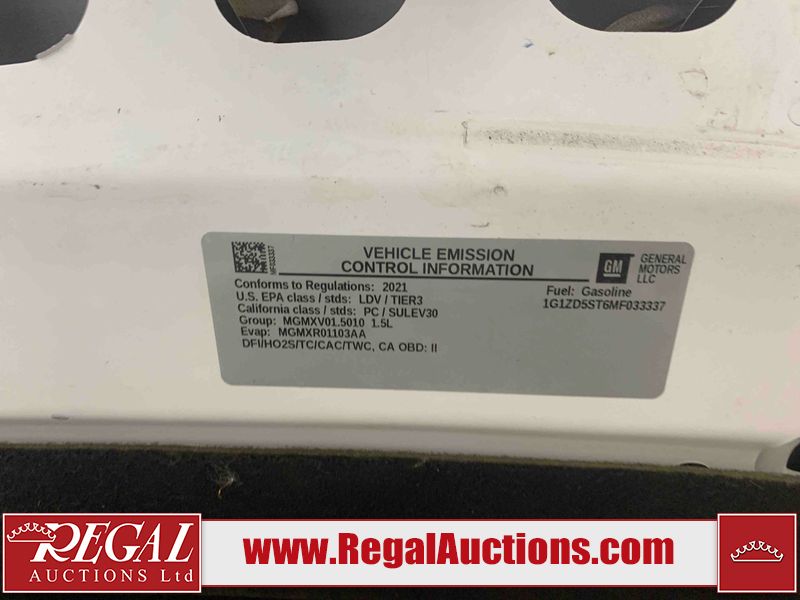 MF033337
VEHICLE EMISSION
CONTROL INFORMATION
GM
GENERAL
MOTORS
LLC
Conforms to Regulations: 2021
U.S. EPA class / stds: LDV / TIER3
California class / stds: PC / SULEV30
Group: MGMXV01.5010 1.5L
Evap: MGMXR01103AA
DFI/HO2S/TC/CAC/TWC, CA OBD: II
Fuel: Gasoline
1G1ZD5ST6MF033337
REGAL
AUCTIONS Ltd
www.RegalAuctions.com